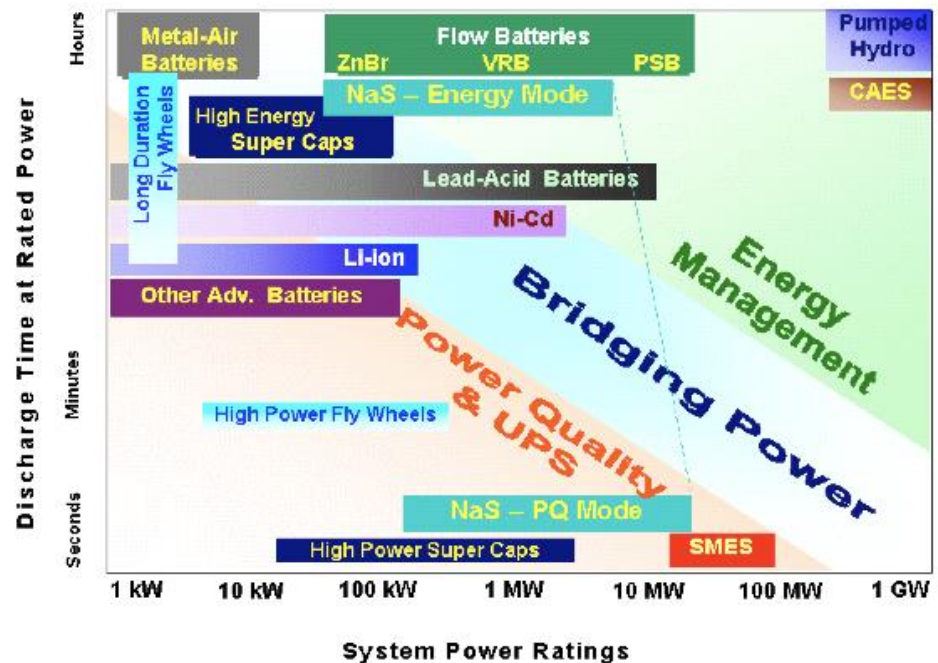 Discharge Time at Rated Power
Hours
Minutes
Seconds
Metal-Air
Batteries
Flow Batteries
ZnBr VRB PSB
Pumped
Hydro
CAES
NaS – Energy Mode
High Energy
Super Caps
Long Duration
Fly Wheels
Lead-Acid Batteries
Ni-Cd
Li-ion
Other Adv. Batteries
Energy
Management
Bridging Power
Power Quality
& UPS
High Power Fly Wheels
NaS – PQ Mode
High Power Super Caps
SMES
1 kW 10 kW 100 kW 1 MW 10 MW 100 MW 1 GW
System Power Ratings